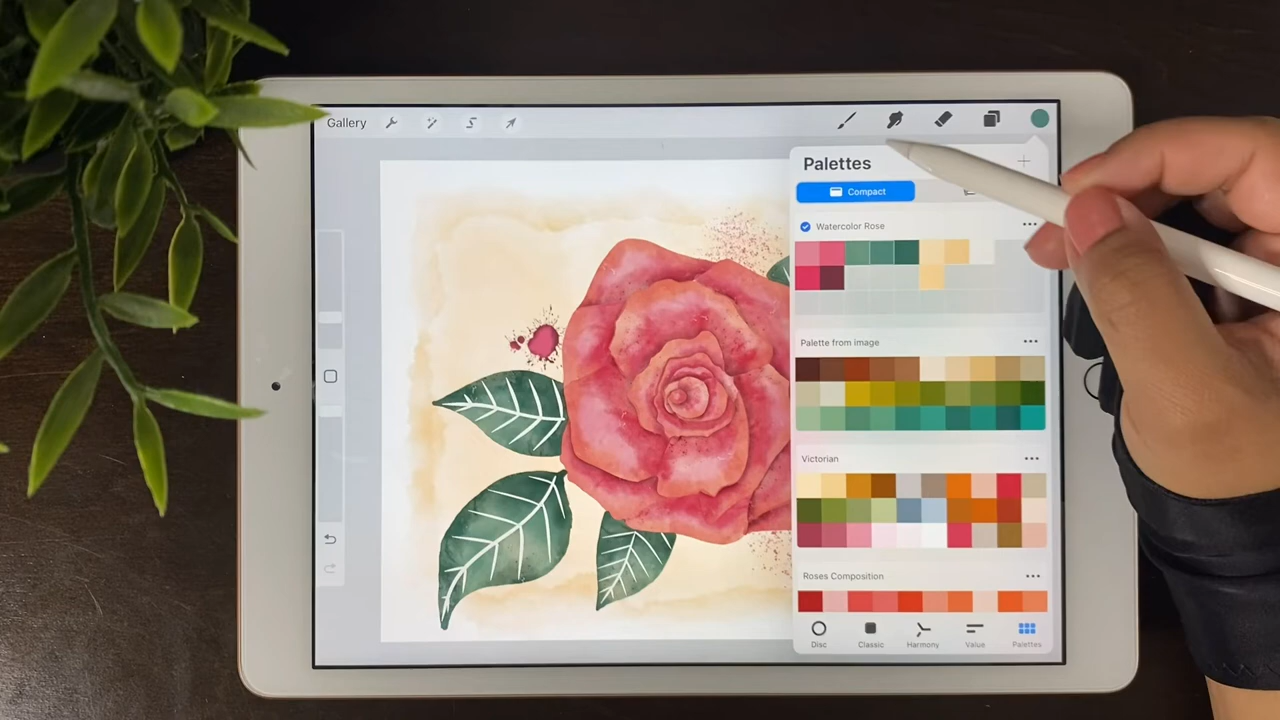 Gallery
Palettes
Compact
Watercolor Rose
Palette from image
Victorian
Roses Composition
Disc
Classic
Harmony
Value
Palettes